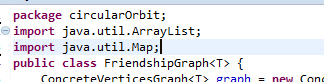 package circularOrbit;
import java.util.ArrayList;
import java.util.Map;
public class FriendshipGraph<T> {
ConcreteVerticesGraph<T> graph = new Conc